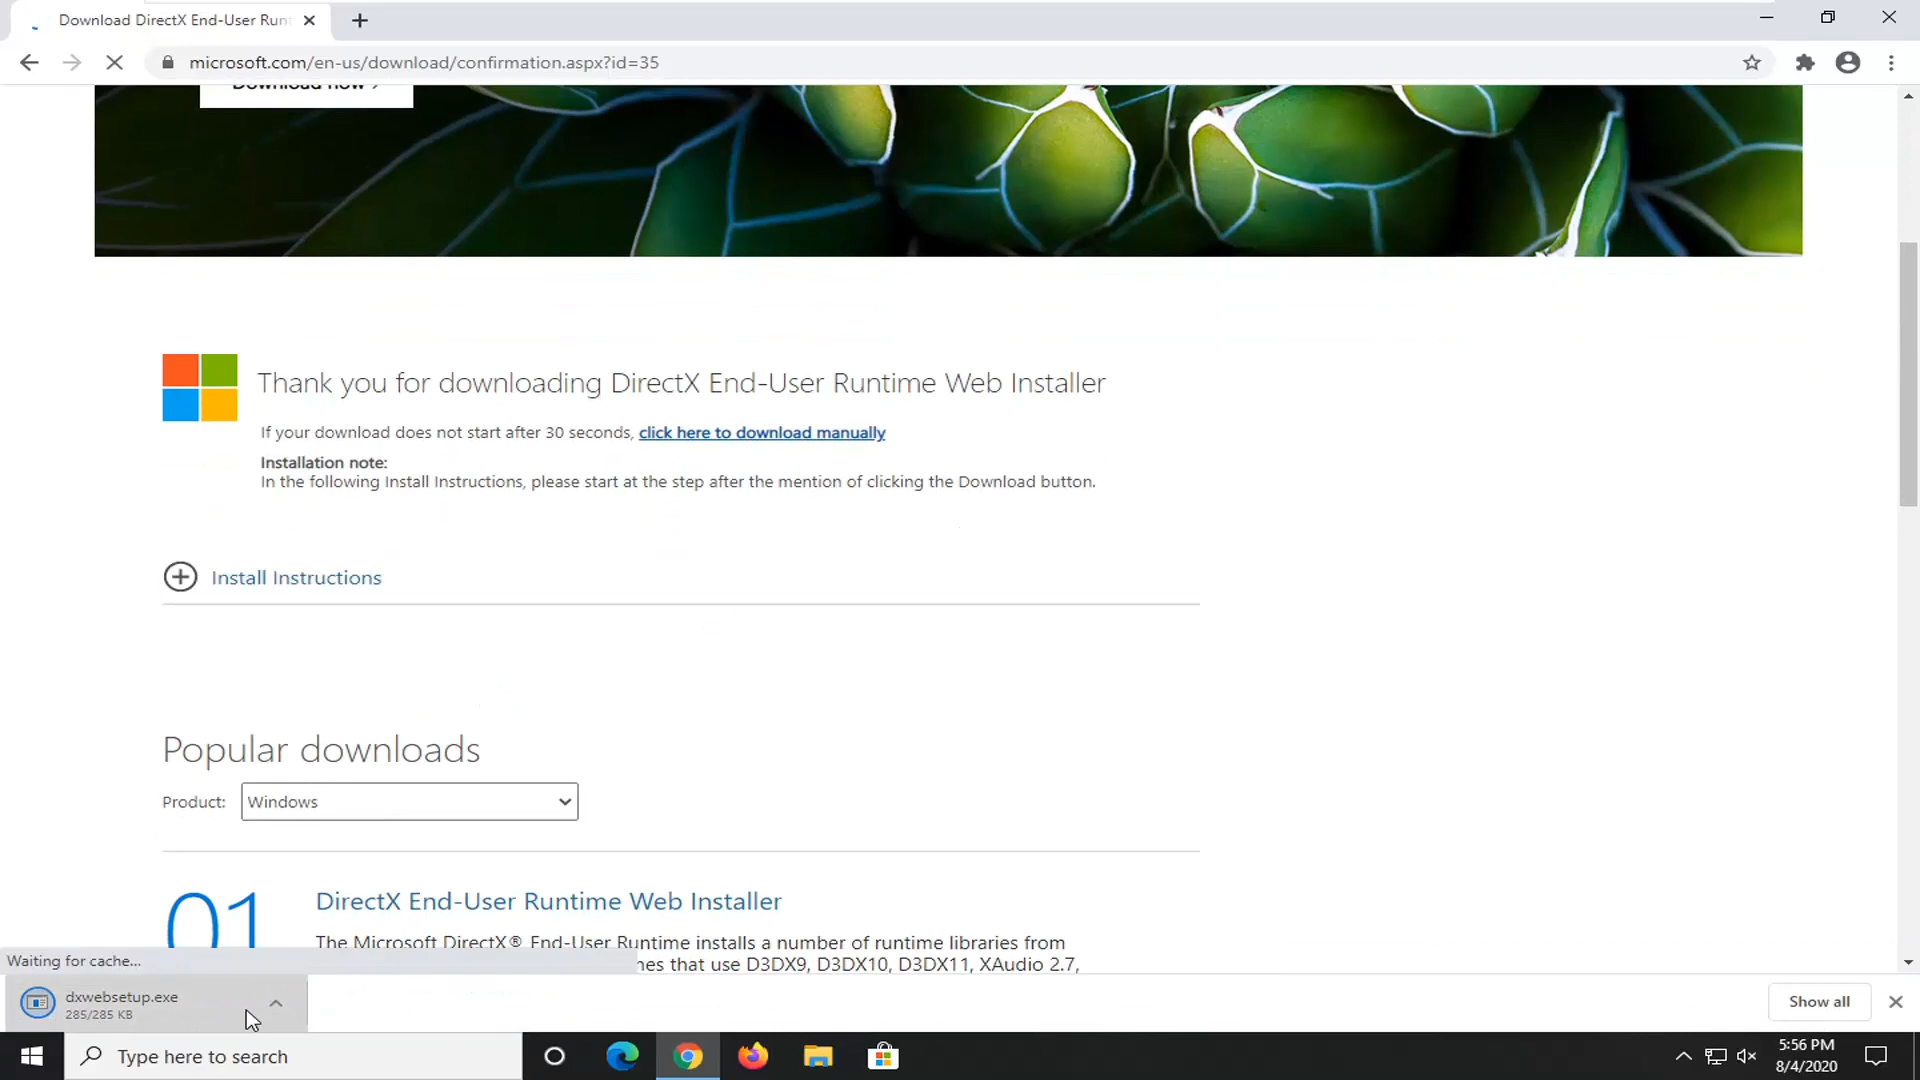 Download DirectX End-User Runt
microsoft.com/en-us/download/confirmation.aspx?id=35
Download now
Thank you for downloading DirectX End-User Runtime Web Installer
If your download does not start after 30 seconds, click here to download manually
Installation note:
In the following Install Instructions, please start at the step after the mention of clicking the Download button.
Install Instructions
Popular downloads
Product: Windows
01
DirectX End-User Runtime Web Installer
The Microsoft DirectX® End-User Runtime installs a number of runtime libraries from
that use D3DX9, D3DX10, D3DX11, XAudio 2.7,
Waiting for cache...
dxwebsetup.exe
285/285 KB
Show all
Type here to search
5:56 PM
8/4/2020